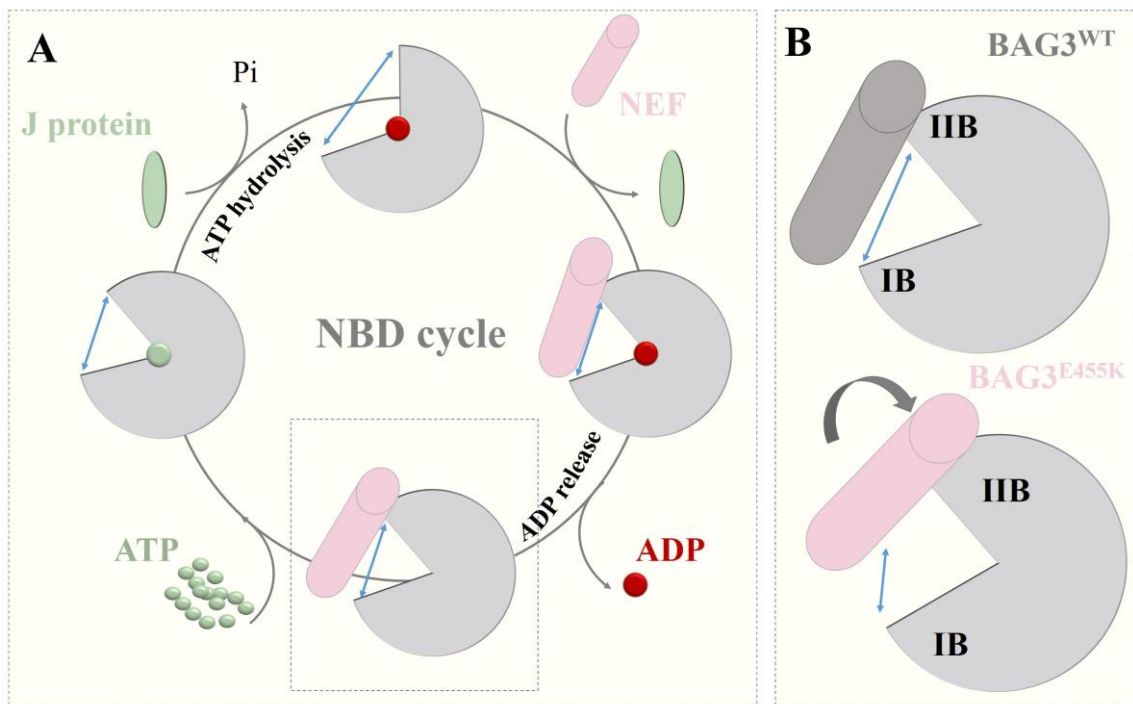 A
Pi
J protein
NEF
ATP hydrolysis
NBD cycle
ADP release
ATP
ADP
B
BAG3WT
IIB
IB
BAG3E455K
IIB
IB